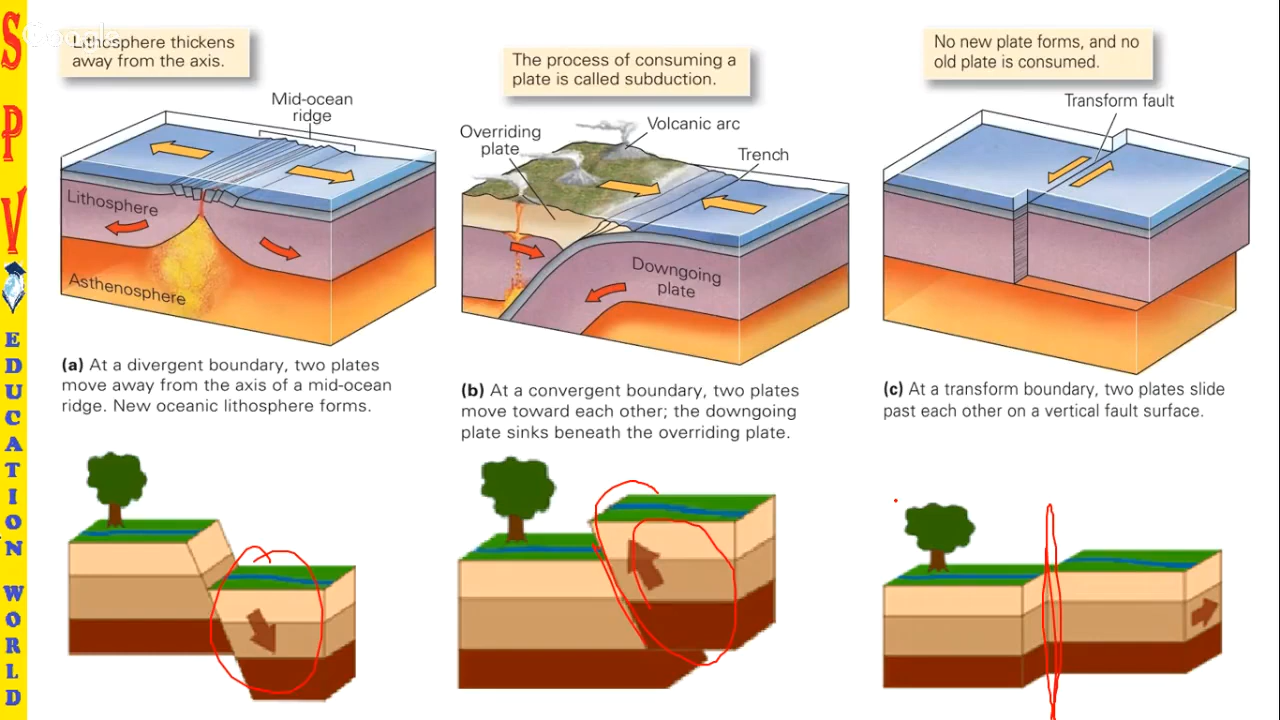 S
P
V
EDUCATION
WORLD
Google
Lithosphere thickens
away from the axis.
Mid-ocean
ridge
Lithosphere
Asthenosphere
(a) At a divergent boundary, two plates
move away from the axis of a mid-ocean
ridge. New oceanic lithosphere forms.
The process of consuming a
plate is called subduction.
Overriding
plate
Volcanic arc
Trench
Downgoing
plate
(b) At a convergent boundary, two plates
move toward each other; the downgoing
plate sinks beneath the overriding plate.
No new plate forms, and no
old plate is consumed.
Transform fault
(c) At a transform boundary, two plates slide
past each other on a vertical fault surface.